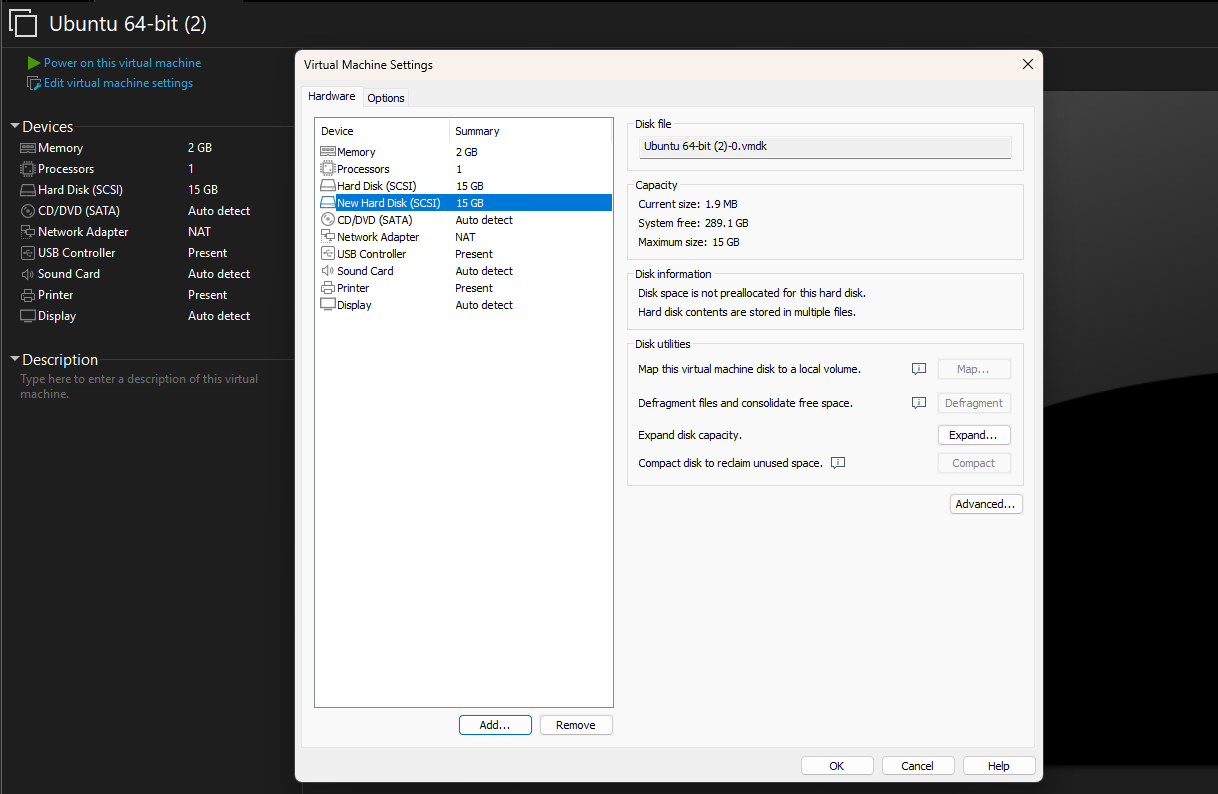 Ubuntu 64-bit (2)
Power on this virtual machine
Edit virtual machine settings
Devices
Memory 2 GB
Processors 1
Hard Disk (SCSI) 15 GB
CD/DVD (SATA) Auto detect
Network Adapter NAT
USB Controller Present
Sound Card Auto detect
Printer Present
Display Auto detect
Description
Type here to enter a description of this virtual
machine.
Virtual Machine Settings
Hardware Options
Device Summary
Memory 2 GB
Processors 1
Hard Disk (SCSI) 15 GB
New Hard Disk (SCSI) 15 GB
CD/DVD (SATA) Auto detect
Network Adapter NAT
USB Controller Present
Sound Card Auto detect
Printer Present
Display Auto detect
Add... Remove
Disk file
Ubuntu 64-bit (2)-0.vmdk
Capacity
Current size: 1.9 MB
System free: 289.1 GB
Maximum size: 15 GB
Disk information
Disk space is not preallocated for this hard disk.
Hard disk contents are stored in multiple files.
Disk utilities
Map this virtual machine disk to a local volume. Map...
Defragment files and consolidate free space. Defragment
Expand disk capacity. Expand...
Compact disk to reclaim unused space. Compact
Advanced...
OK Cancel Help